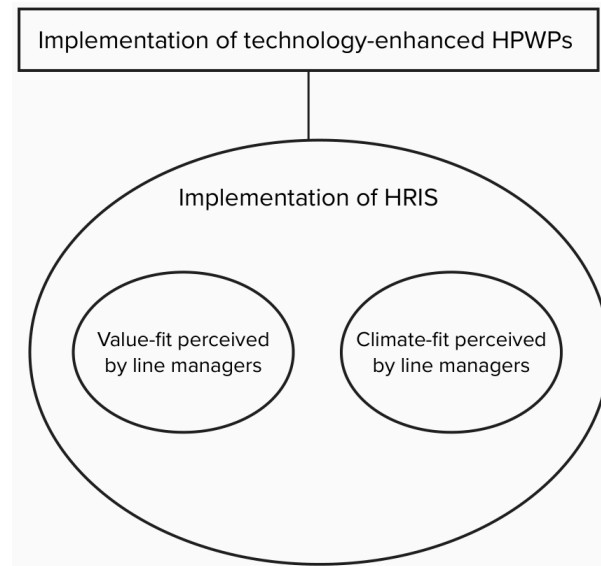 Implementation of technology-enhanced HPWPs
Implementation of HRIS
Value-fit perceived
by line managers
Climate-fit perceived
by line managers